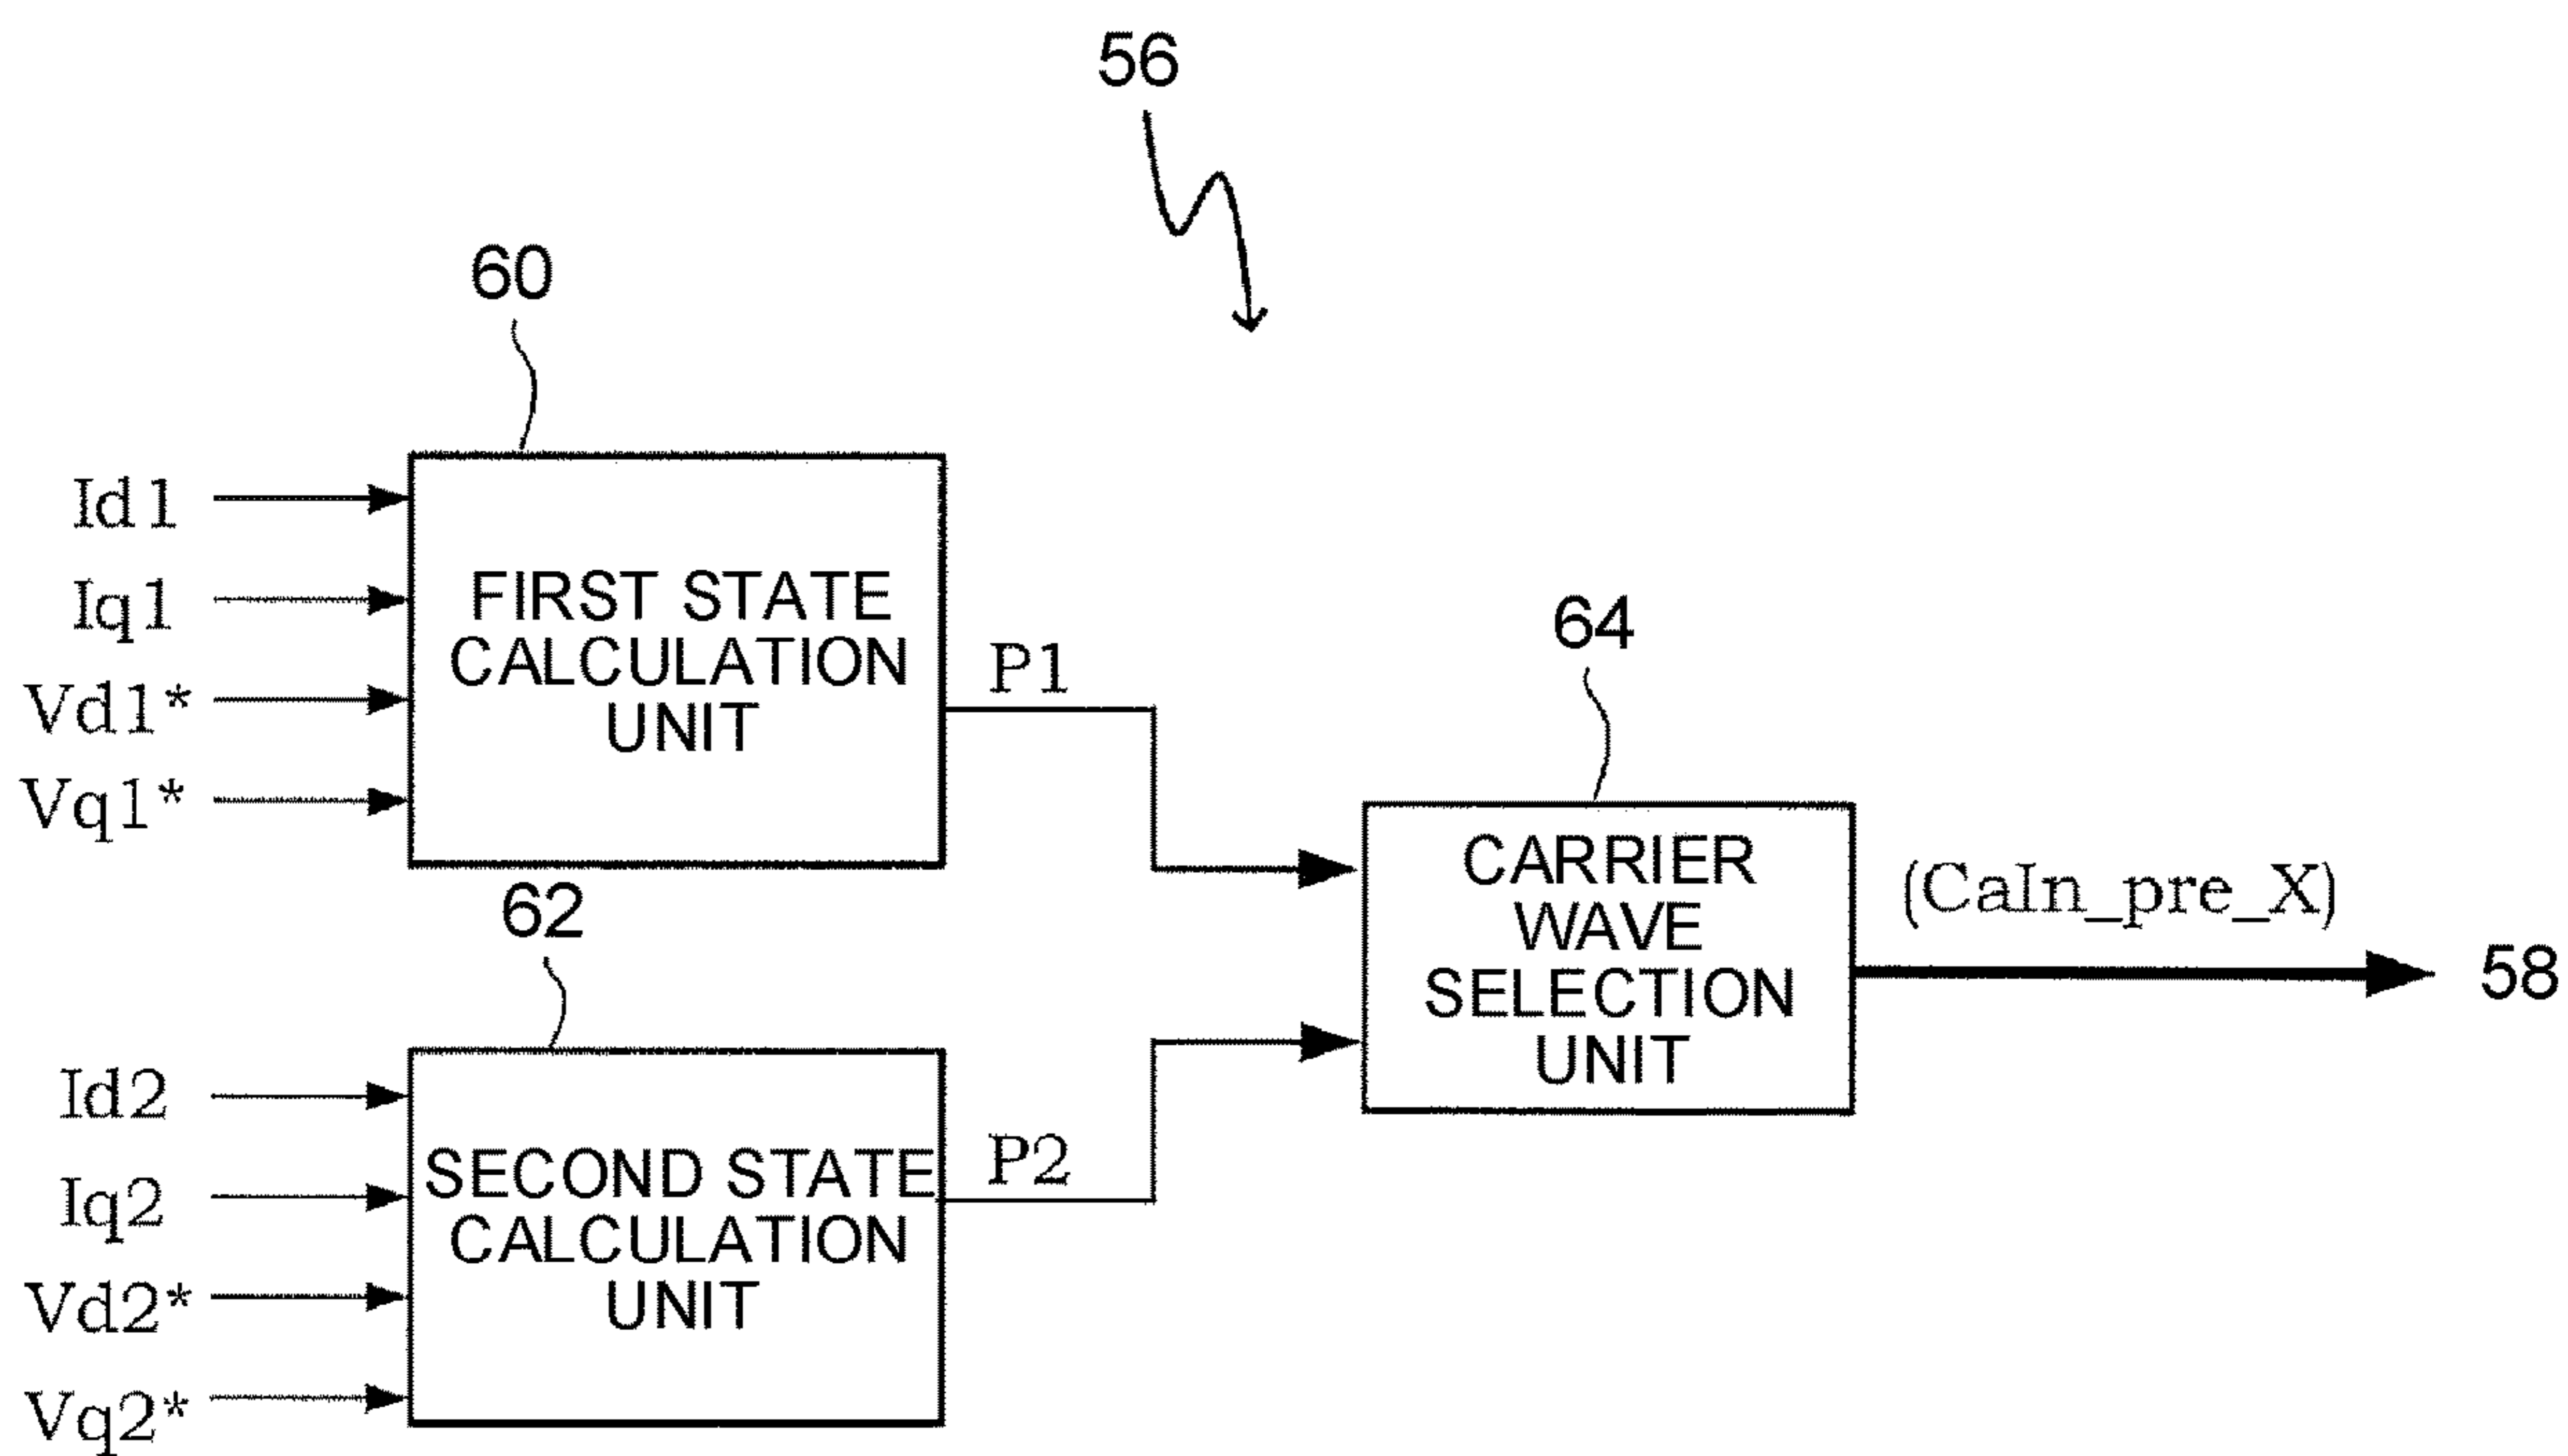 56
60
Id1
Iq1
Vd1*
Vq1*
FIRST STATE
CALCULATION
UNIT
P1
62
Id2
Iq2
Vd2*
Vq2*
SECOND STATE
CALCULATION
UNIT
P2
64
CARRIER
WAVE
SELECTION
UNIT
(CaIn_pre_X)
58